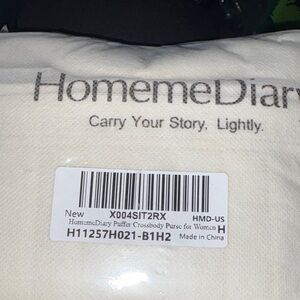 HomemeDiary
Carry Your Story. Lightly.
New X004SIT2RX HMD-US
HomemeDiary Puffer Crossbody Purse for Women H
H11257H021-B1H2 Made in China